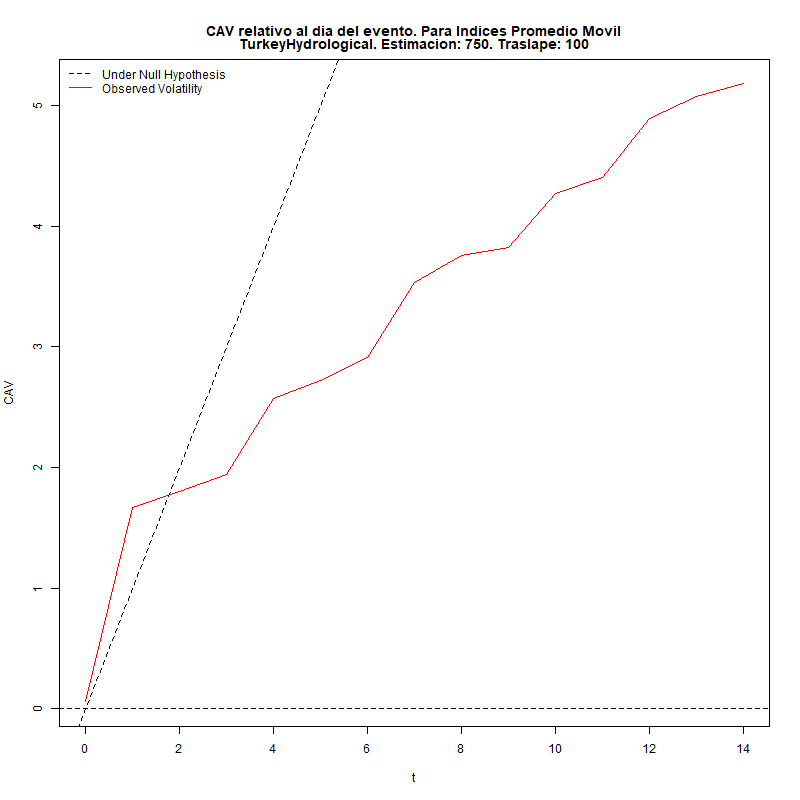 CAV relativo al dia del evento. Para Indices Promedio Movil
TurkeyHydrological. Estimacion: 750. Traslape: 100
Under Null Hypothesis
Observed Volatility
5
4
3
2
1
0
CAV
0 2 4 6 8 10 12 14
t